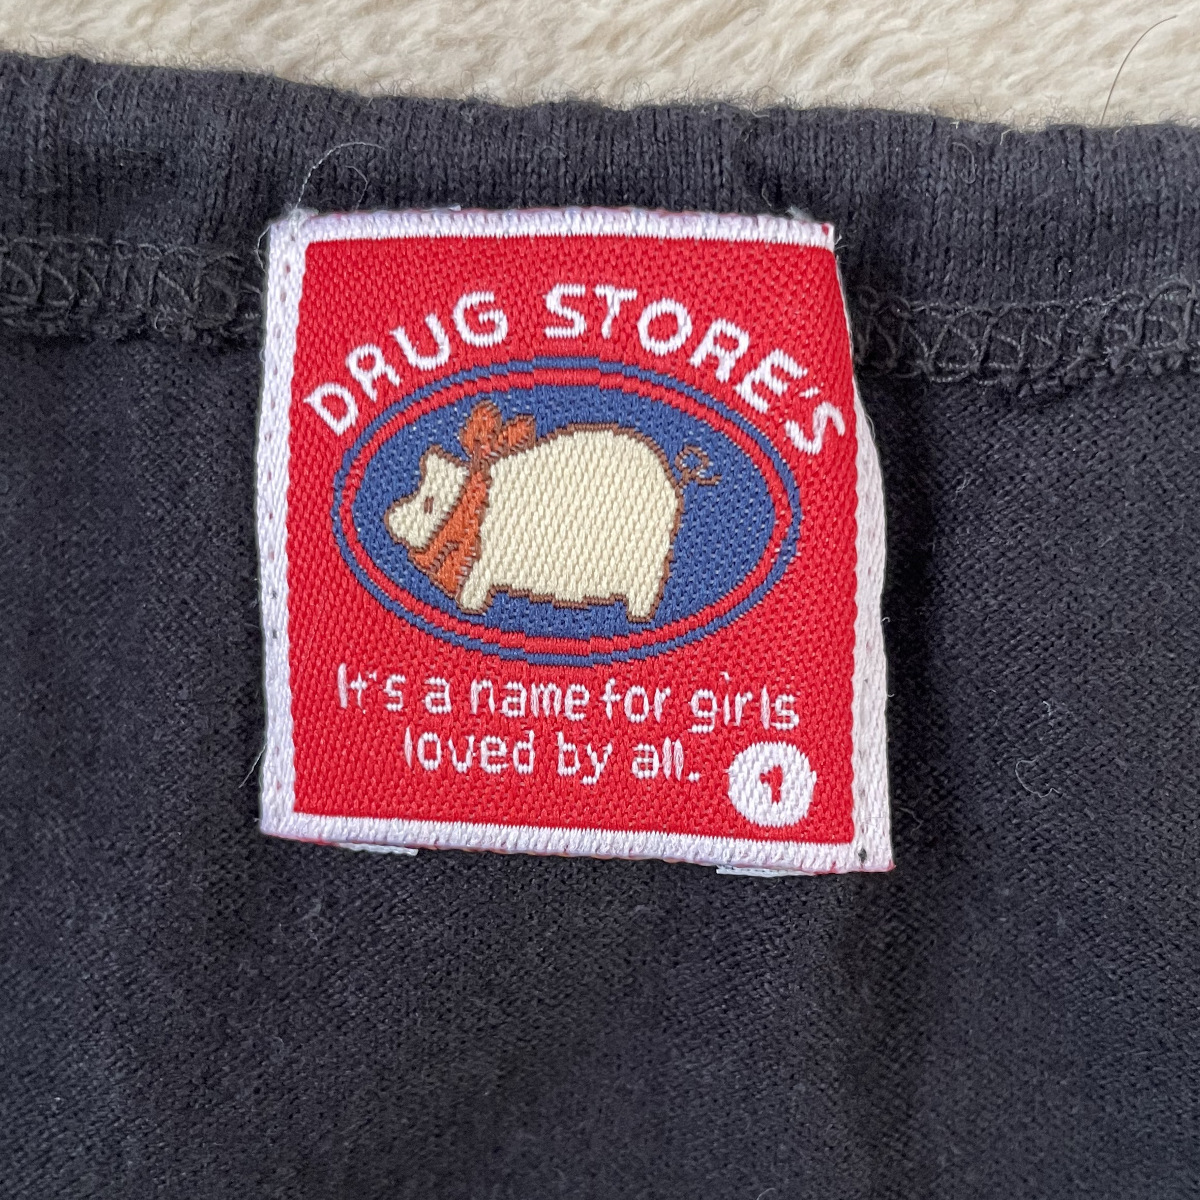 DRUG STORE'S
It's a name for girls
loved by all.
1